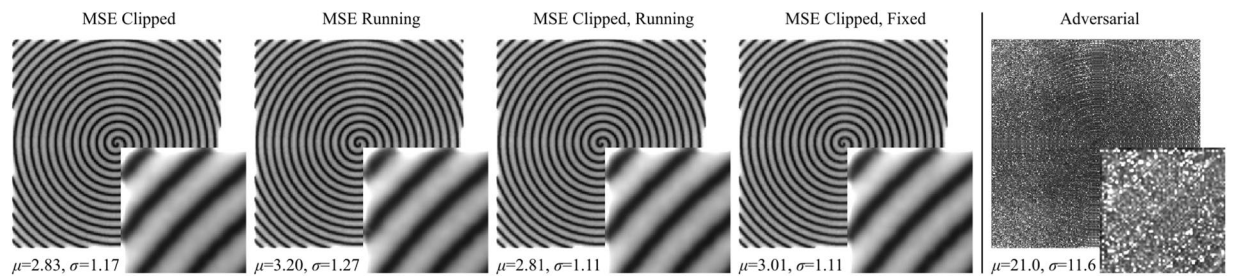 MSE Clipped
MSE Running
MSE Clipped, Running
MSE Clipped, Fixed
Adversarial
μ=2.83, σ=1.17
μ=3.20, σ=1.27
μ=2.81, σ=1.11
μ=3.01, σ=1.11
μ=21.0, σ=11.6